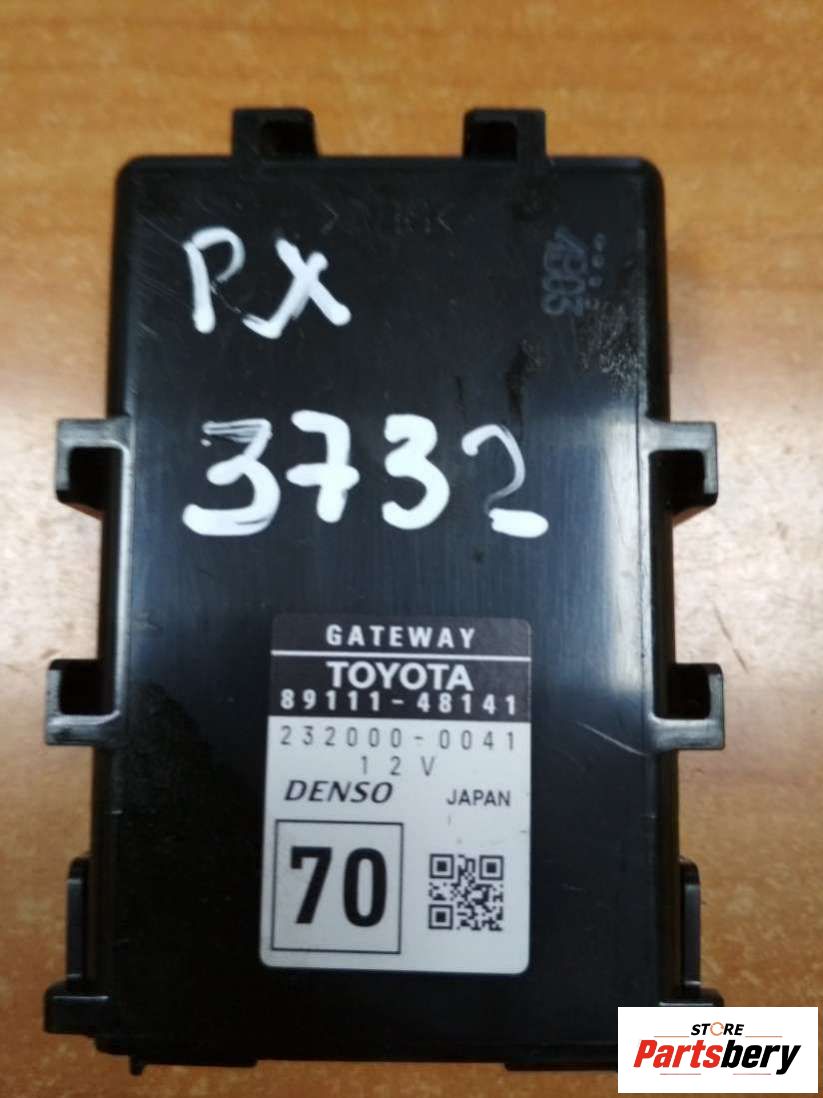 PX
3732
GATEWAY
TOYOTA
89111-48141
232000-0041
12V
DENSO JAPAN
70
STORE
Partsbery